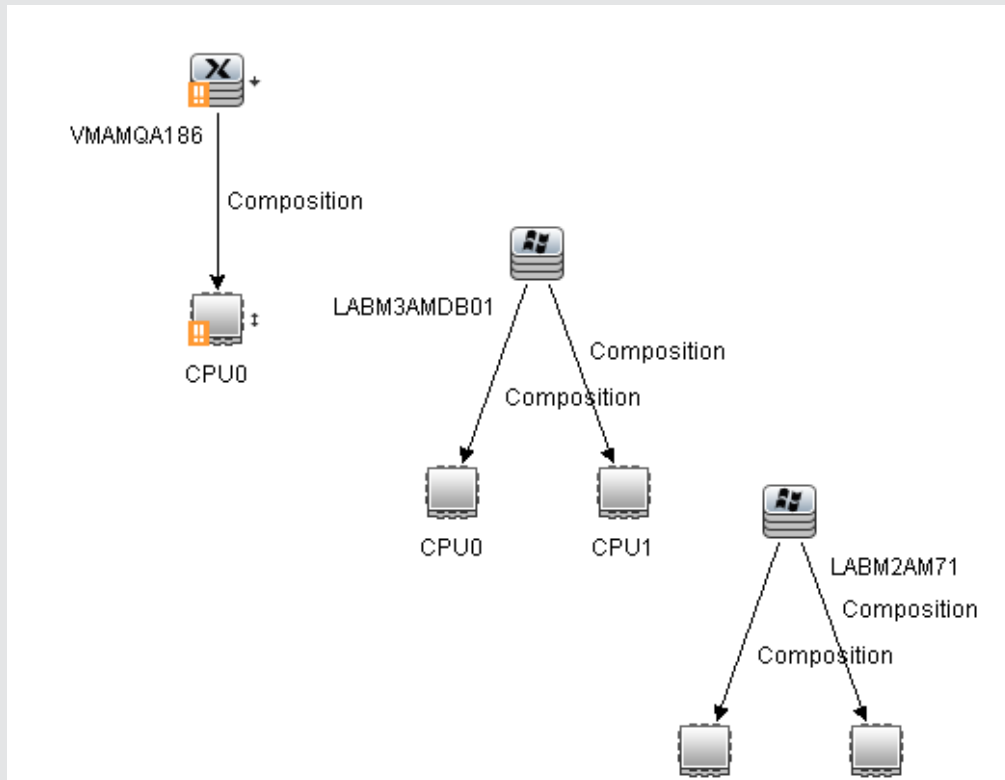 VMAMQA186
Composition
CPU0
LABM3AMDB01
Composition
Composition
CPU0
CPU1
LABM2AM71
Composition
Composition